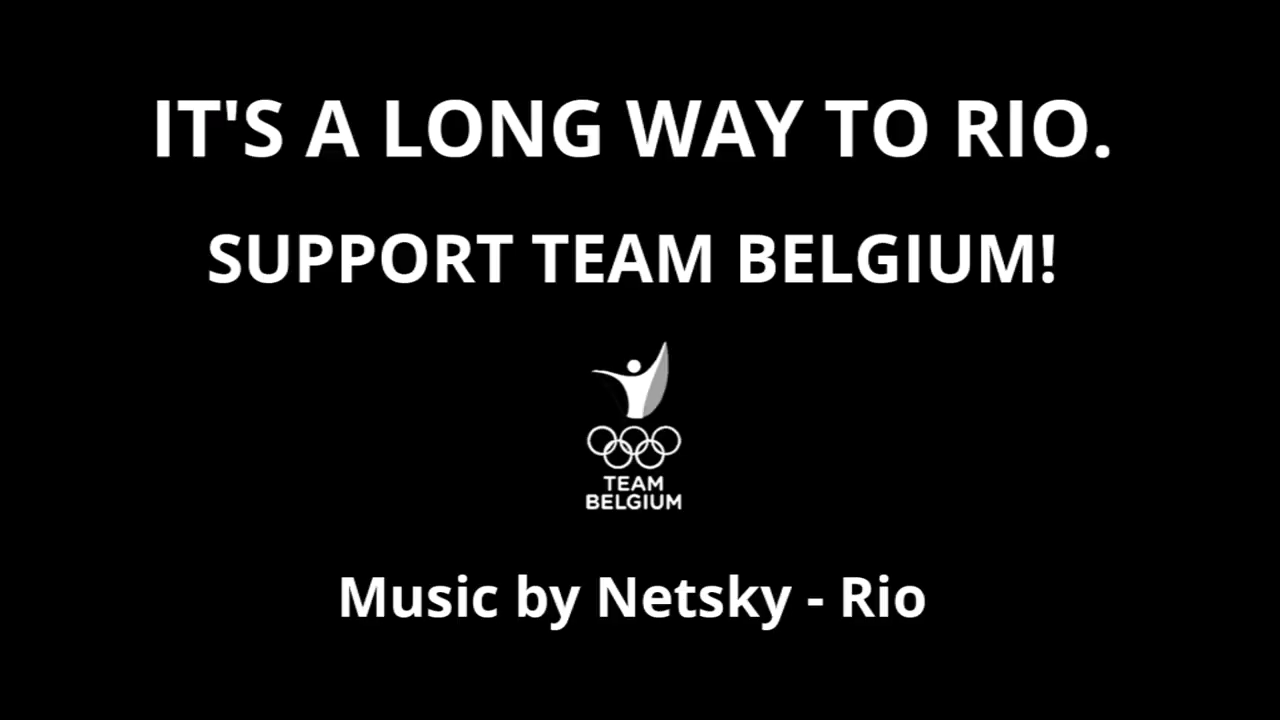 IT'S A LONG WAY TO RIO.
SUPPORT TEAM BELGIUM!
TEAM
BELGIUM
Music by Netsky - Rio